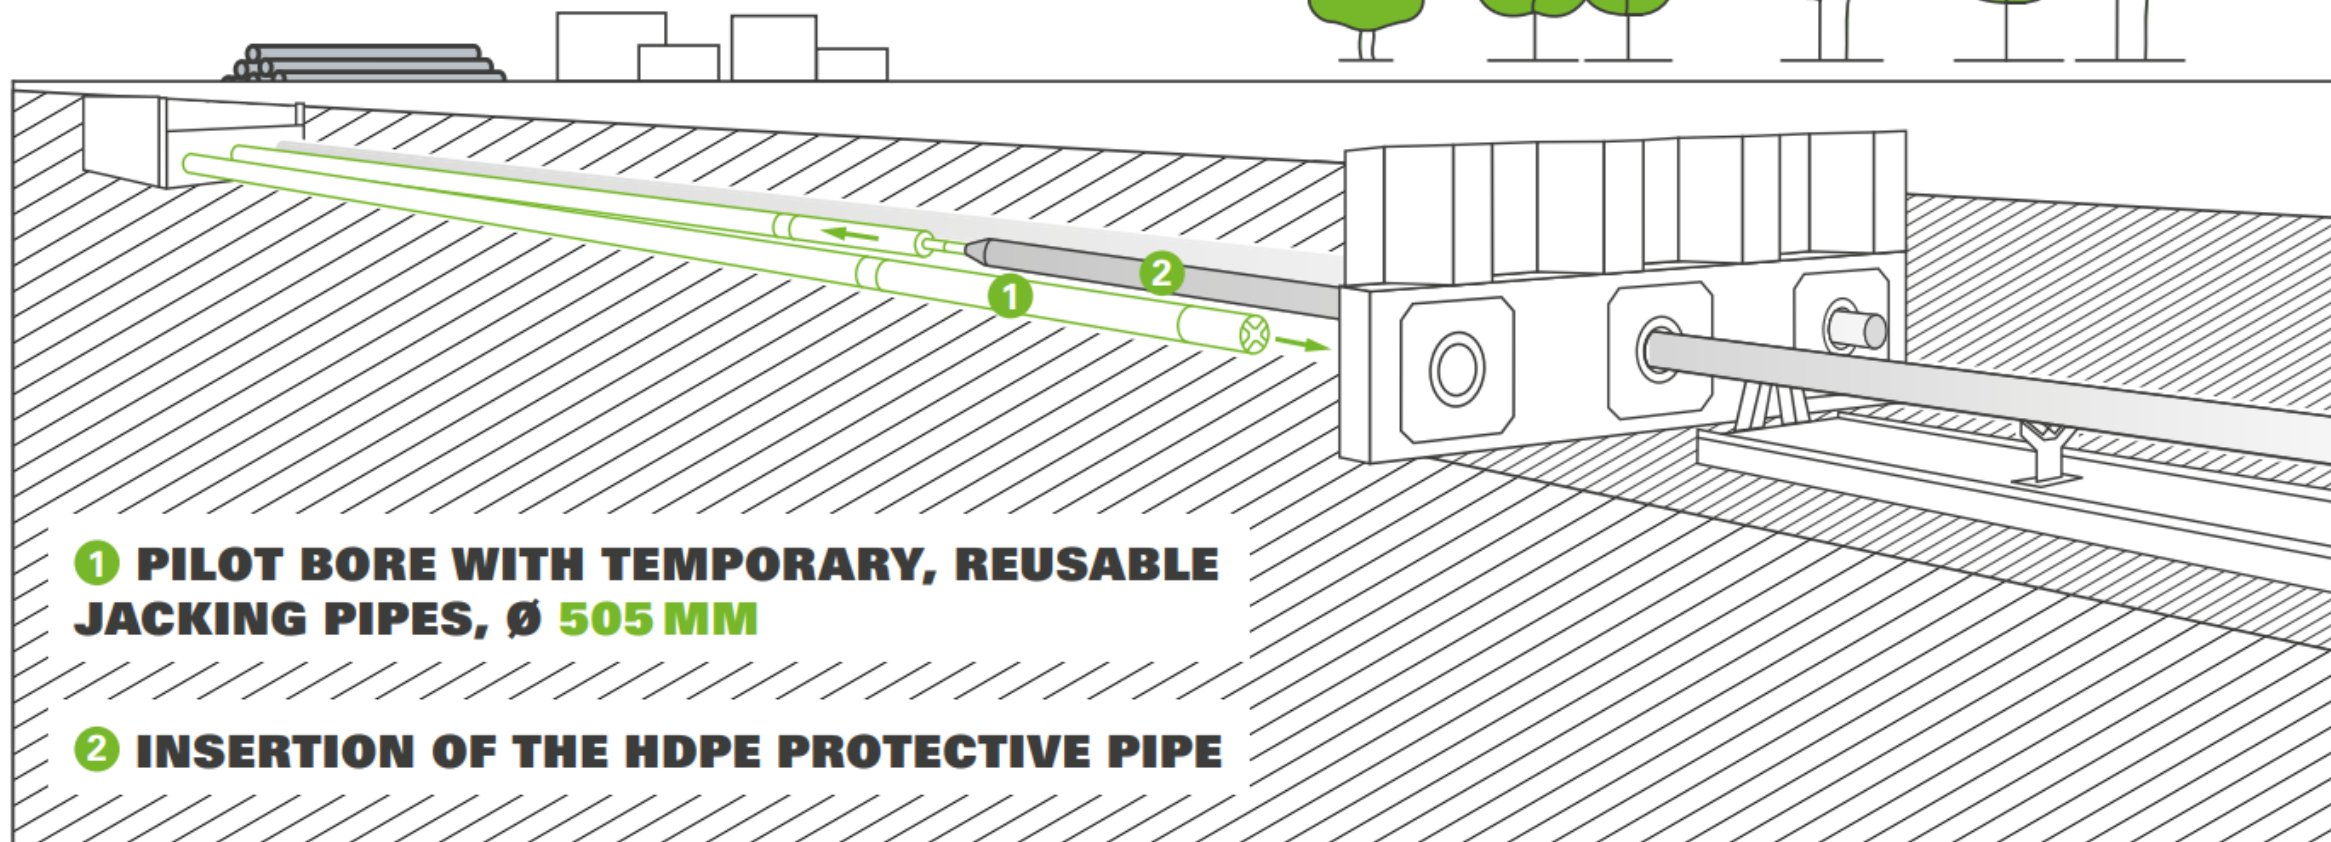 2
1
1 PILOT BORE WITH TEMPORARY, REUSABLE
JACKING PIPES, Ø 505 MM
2 INSERTION OF THE HDPE PROTECTIVE PIPE